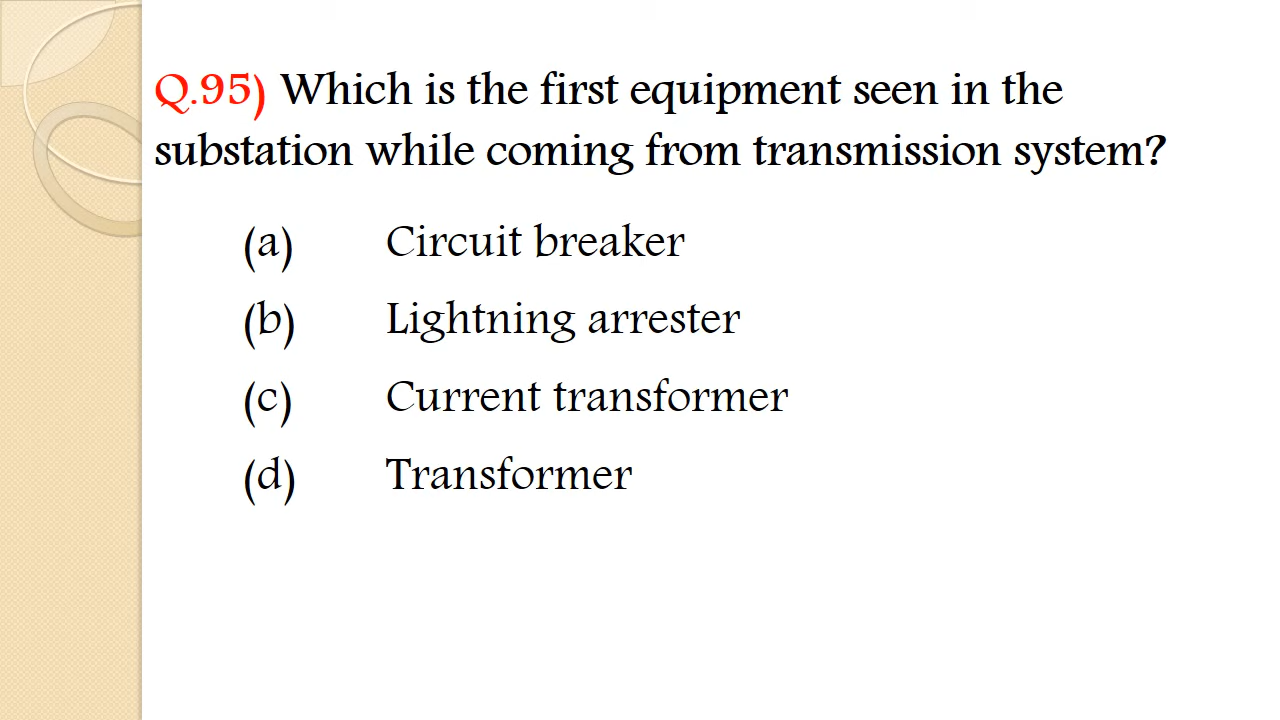 Q.95) Which is the first equipment seen in the
substation while coming from transmission system?
(a) Circuit breaker
(b) Lightning arrester
(c) Current transformer
(d) Transformer